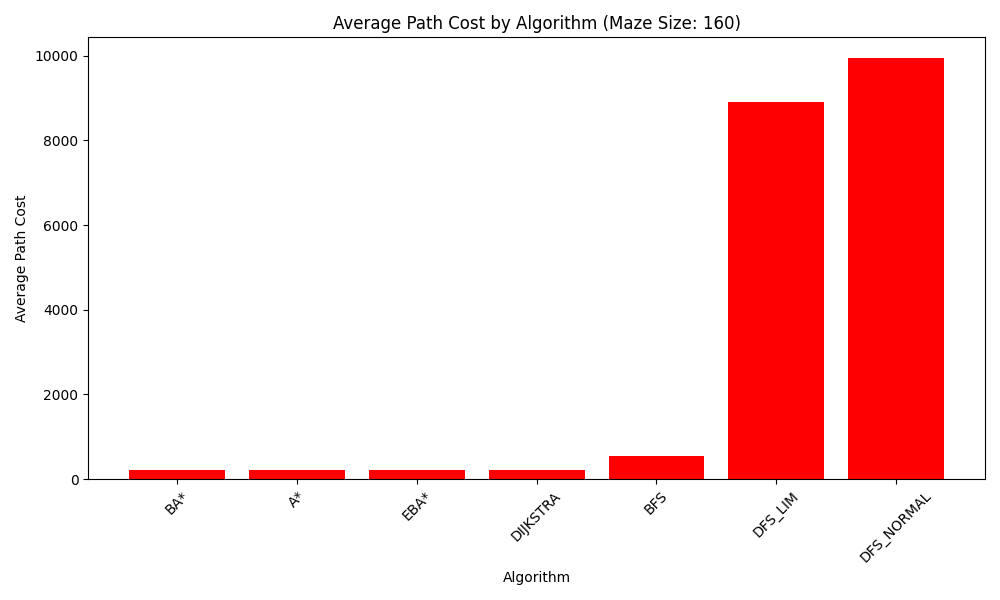 Average Path Cost by Algorithm (Maze Size: 160)
10000
8000
6000
4000
2000
0
Average Path Cost
BA*
A*
EBA*
DIJKSTRA
BFS
DFS_LIM
DFS_NORMAL
Algorithm